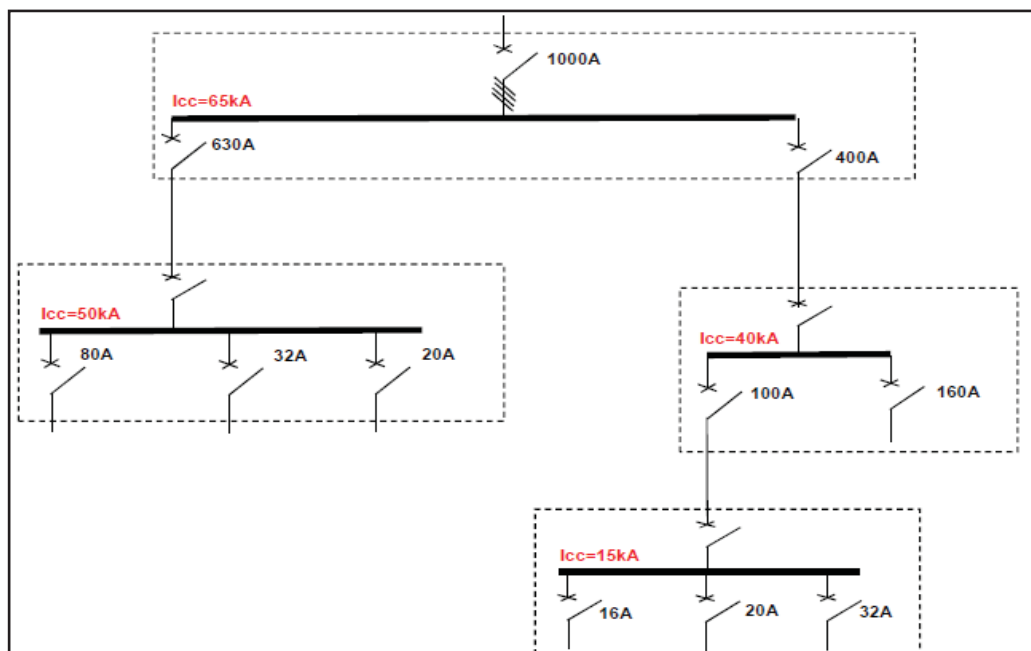 1000A
Icc=65kA
630A
400A
Icc=50kA
80A
32A
20A
Icc=40kA
100A
160A
Icc=15kA
16A
20A
32A